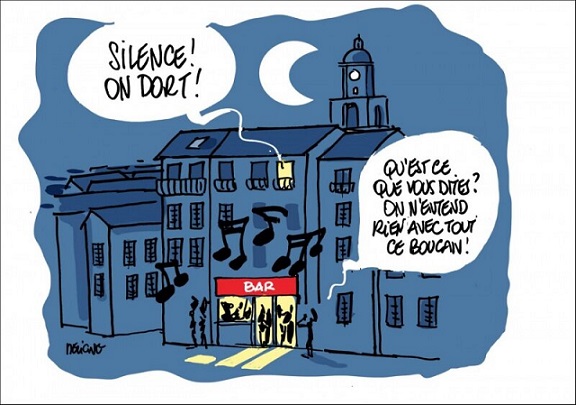 SILENCE!
ON DORT!
QU'EST CE
QUE VOUS DITES?
ON N'ENTEND
RIEN AVEC TOUT
CE BOUCAN!
BAR